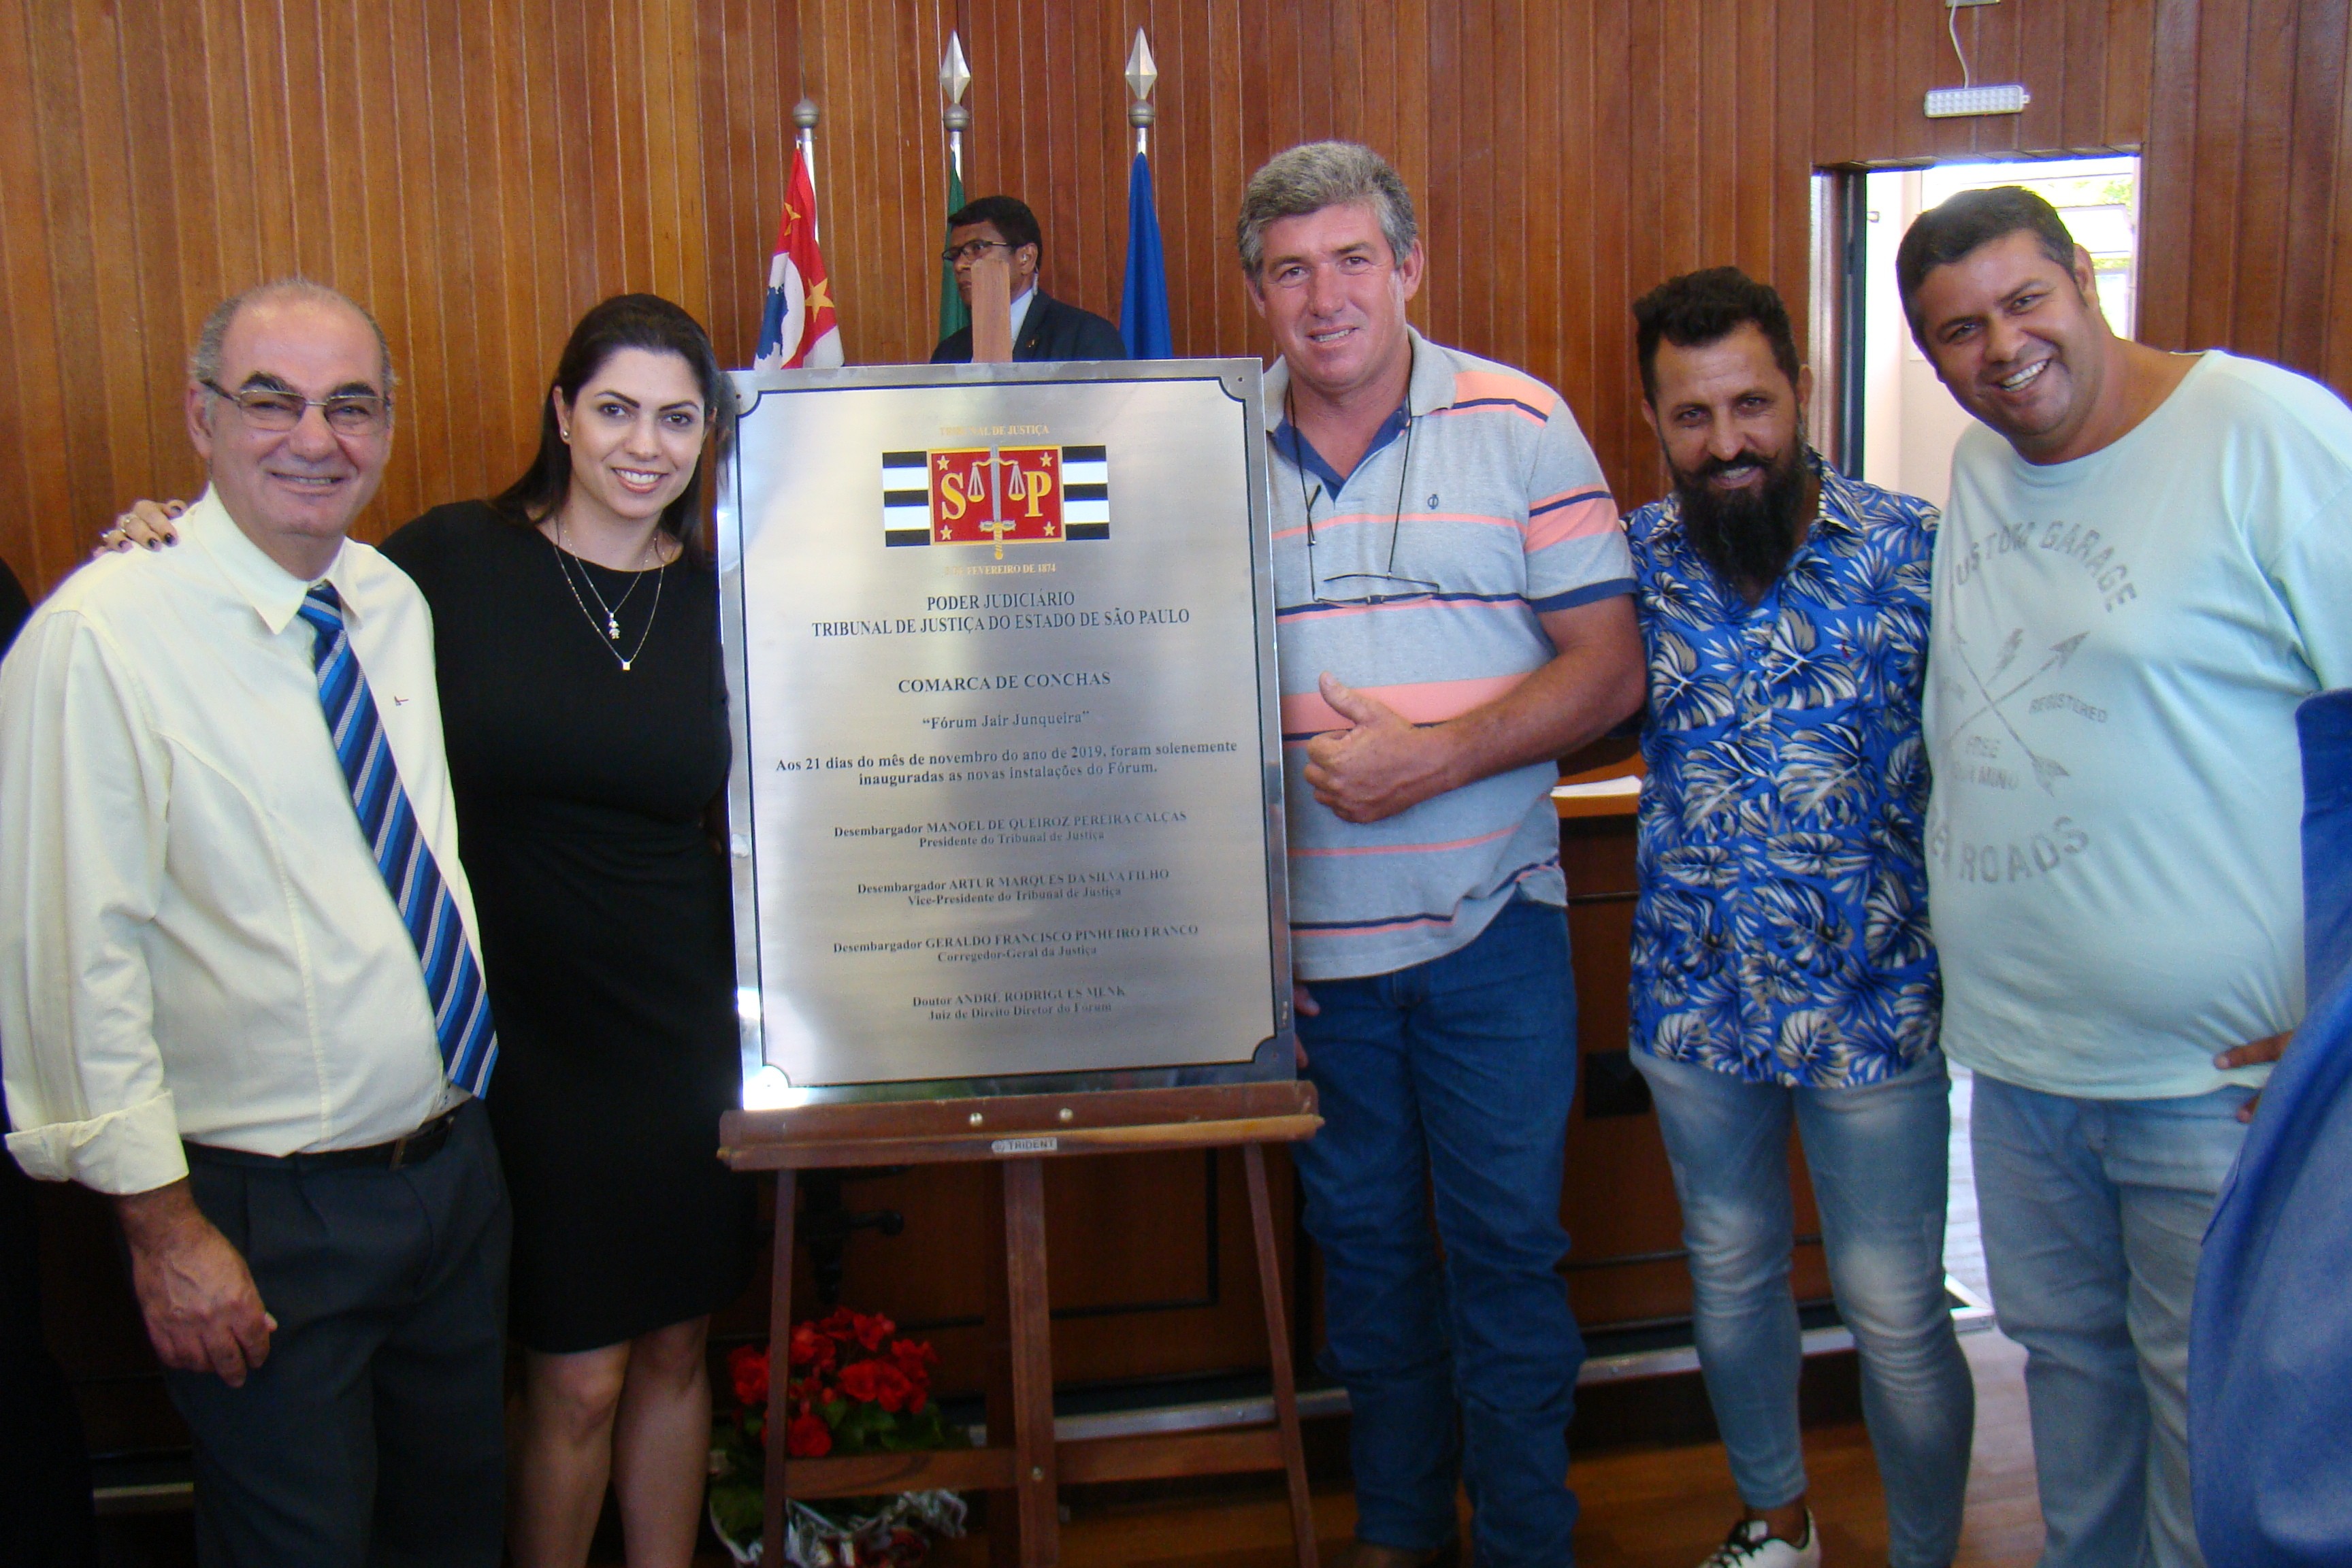 TRIBUNAL DE JUSTIÇA
S P
3 DE FEVEREIRO DE 1874
PODER JUDICIÁRIO
TRIBUNAL DE JUSTIÇA DO ESTADO DE SÃO PAULO
COMARCA DE CONCHAS
“Fórum Jair Junqueira”
Aos 21 dias do mês de novembro do ano de 2019, foram solenemente
inauguradas as novas instalações do Fórum.
Desembargador MANOEL DE QUEIROZ PEREIRA CALÇAS
Presidente do Tribunal de Justiça
Desembargador ARTUR MARQUES DA SILVA FILHO
Vice-Presidente do Tribunal de Justiça
Desembargador GERALDO FRANCISCO PINHEIRO FRANCO
Corregedor-Geral da Justiça
Doutor ANDRÉ RODRIGUES MENK
Juiz de Direito Diretor do Fórum
TRIDENT
USTOM GARAGE
REGISTERED
FREE
ROADS